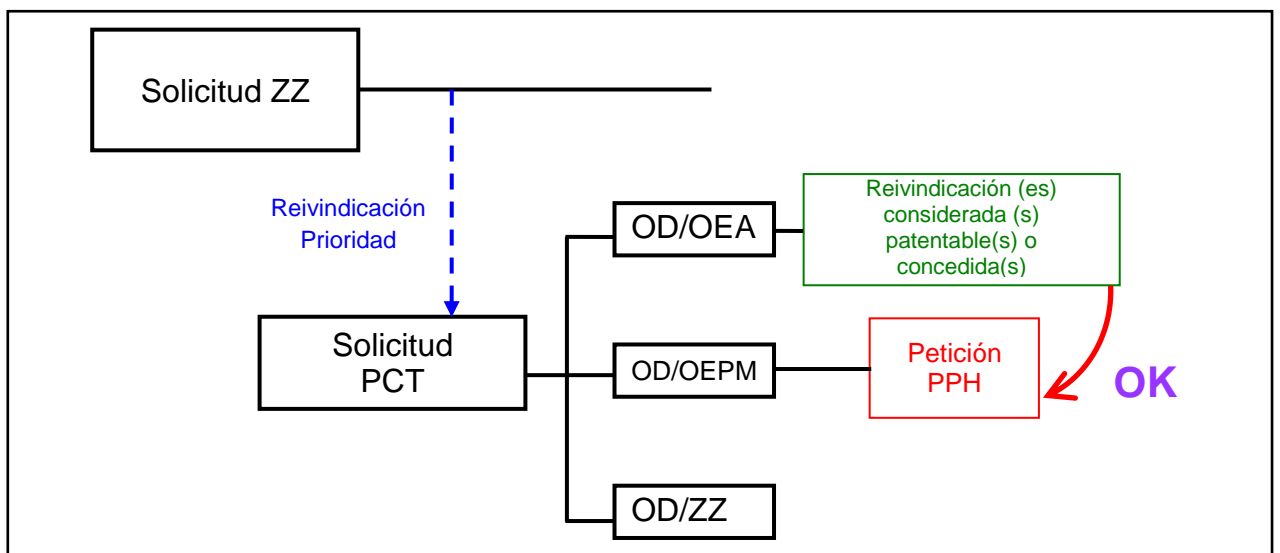 Solicitud ZZ
Reivindicación
Prioridad
Solicitud
PCT
OD/OEA
Reivindicación (es)
considerada (s)
patentable(s) o
concedida(s)
OD/OEPM
Petición
PPH
OK
OD/ZZ